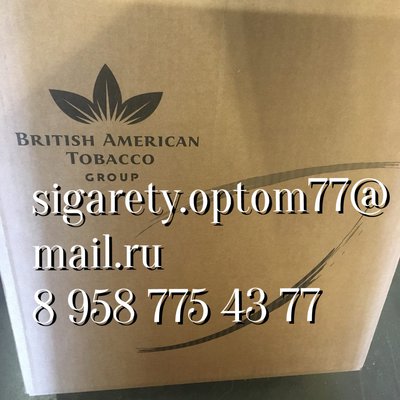 BRITISH AMERICAN
TOBACCO
GROUP
sigarety.optom77@
mail.ru
8 958 775 43 77